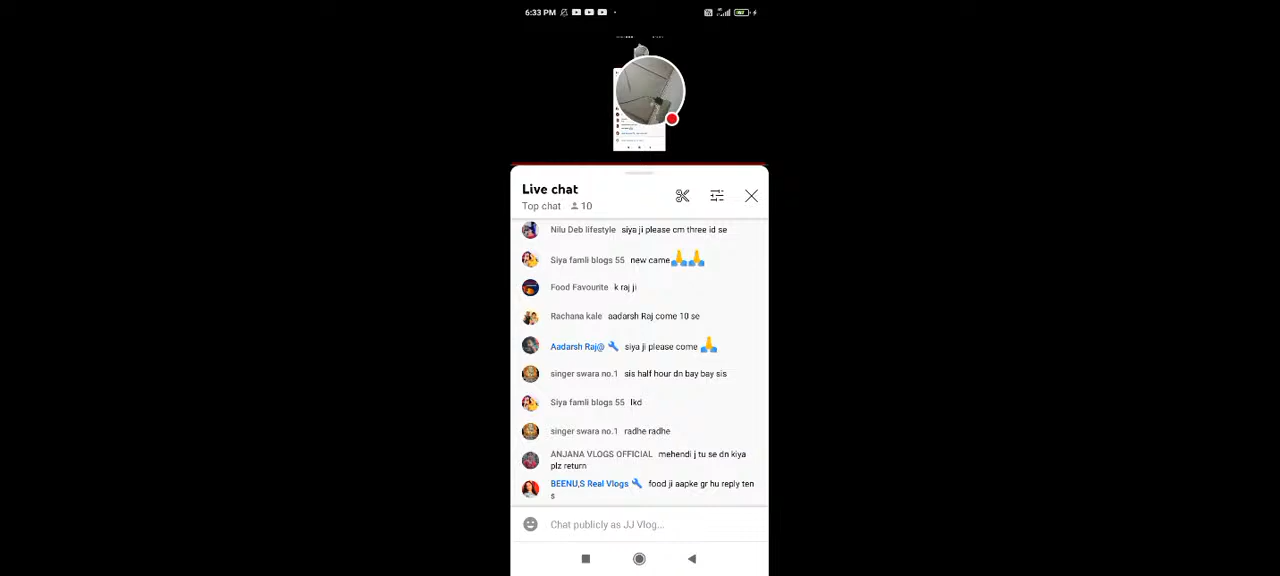 6:33 PM
Live chat
Top chat 10
Nilu Deb lifestyle siya ji please cm three id se
Siya famli blogs 55 new came🙏🙏
Food Favourite k raj ji
Rachana kale aadarsh Raj come 10 se
Aadarsh Raj@ siya ji please come 🙏
singer swara no.1 sis half hour dn bay bay sis
Siya famli blogs 55 lkd
singer swara no.1 radhe radhe
ANJANA VLOGS OFFICIAL mehendi j tu se dn kiya
plz return
BEENU,S Real Vlogs food ji aapke gr hu reply ten
s
Chat publicly as JJ Vlog...